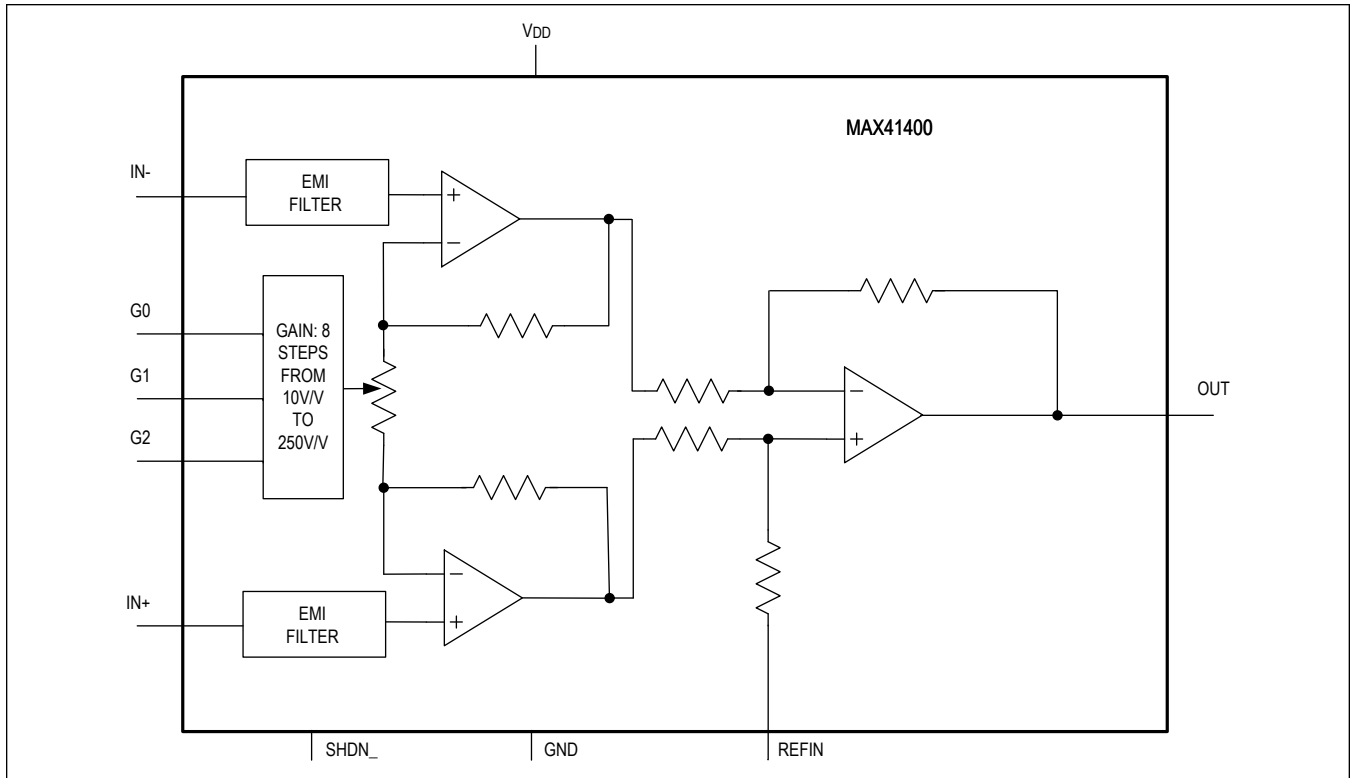 VDD
MAX41400
IN-
EMI
FILTER
+
−
G0
G1
G2
GAIN: 8
STEPS
FROM
10V/V
TO
250V/V
−
+
OUT
−
+
IN+
EMI
FILTER
SHDN_
GND
REFIN